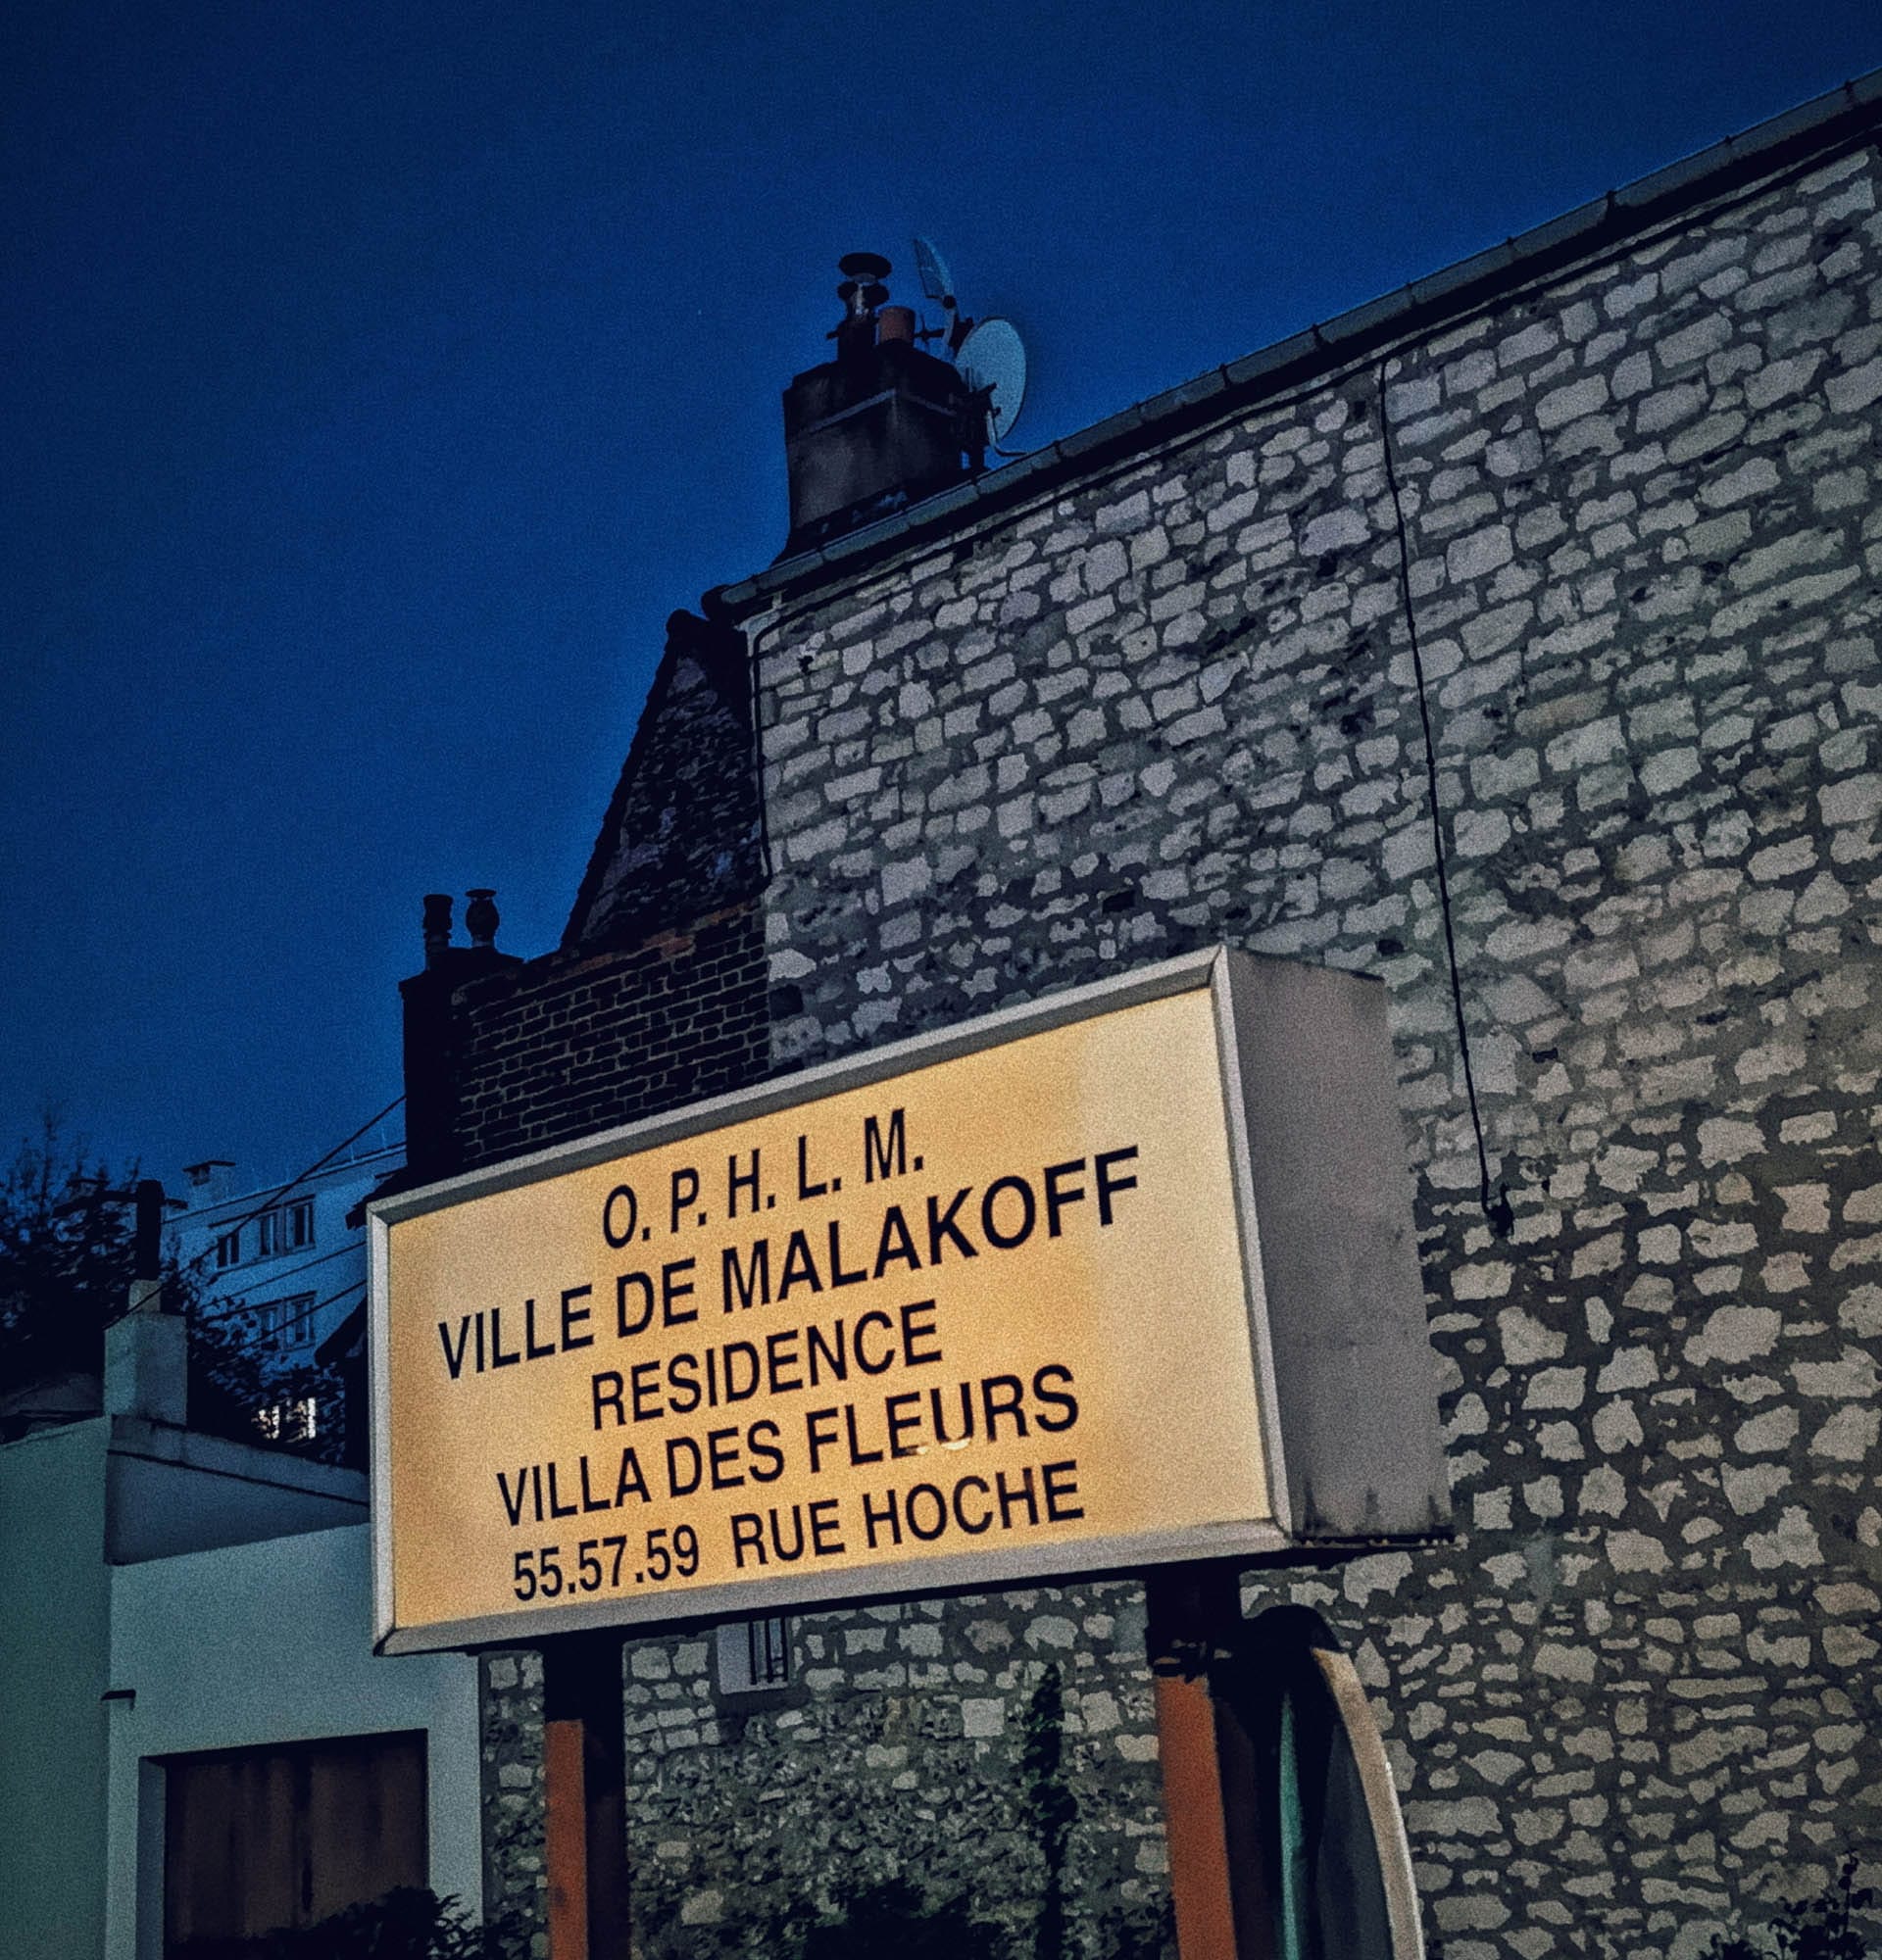 O. P. H. L. M.
VILLE DE MALAKOFF
RESIDENCE
VILLA DES FLEURS
55.57.59 RUE HOCHE